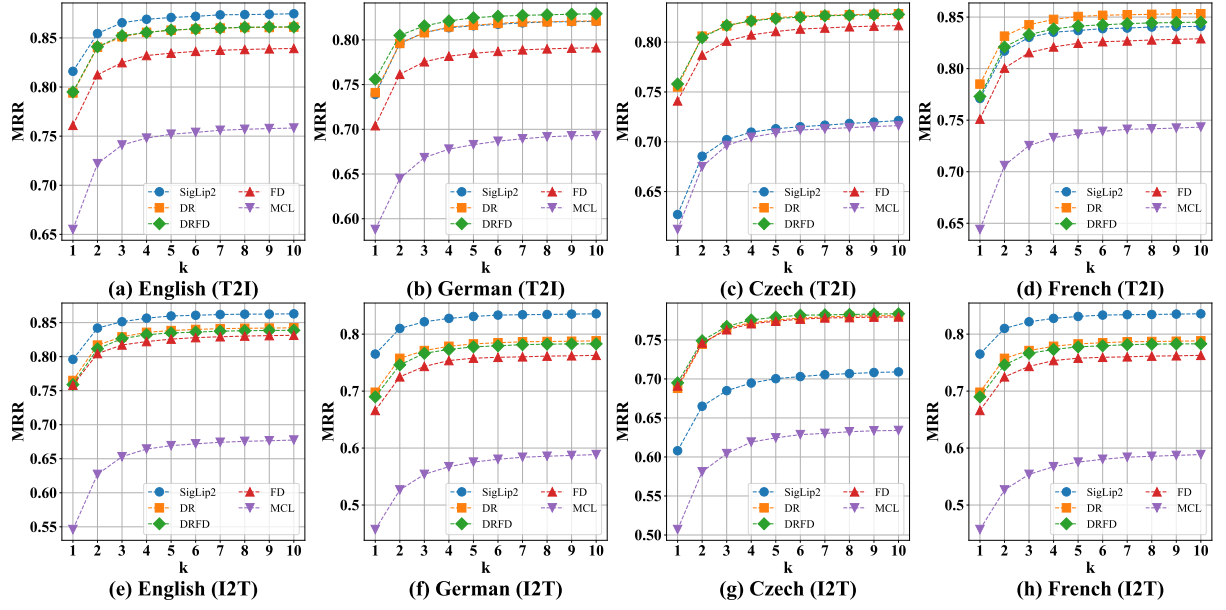 MRR
0.85
0.80
0.75
0.70
0.65
1 2 3 4 5 6 7 8 9 10
k
SigLip2
DR
DRFD
FD
MCL
(a) English (T2I)
MRR
0.80
0.75
0.70
0.65
0.60
1 2 3 4 5 6 7 8 9 10
k
SigLip2
DR
DRFD
FD
MCL
(b) German (T2I)
MRR
0.80
0.75
0.70
0.65
1 2 3 4 5 6 7 8 9 10
k
SigLip2
DR
DRFD
FD
MCL
(c) Czech (T2I)
MRR
0.85
0.80
0.75
0.70
0.65
1 2 3 4 5 6 7 8 9 10
k
SigLip2
DR
DRFD
FD
MCL
(d) French (T2I)
MRR
0.85
0.80
0.75
0.70
0.65
0.60
0.55
1 2 3 4 5 6 7 8 9 10
k
SigLip2
DR
DRFD
FD
MCL
(e) English (I2T)
MRR
0.8
0.7
0.6
0.5
1 2 3 4 5 6 7 8 9 10
k
SigLip2
DR
DRFD
FD
MCL
(f) German (I2T)
MRR
0.75
0.70
0.65
0.60
0.55
0.50
1 2 3 4 5 6 7 8 9 10
k
SigLip2
DR
DRFD
FD
MCL
(g) Czech (I2T)
MRR
0.8
0.7
0.6
0.5
1 2 3 4 5 6 7 8 9 10
k
SigLip2
DR
DRFD
FD
MCL
(h) French (I2T)